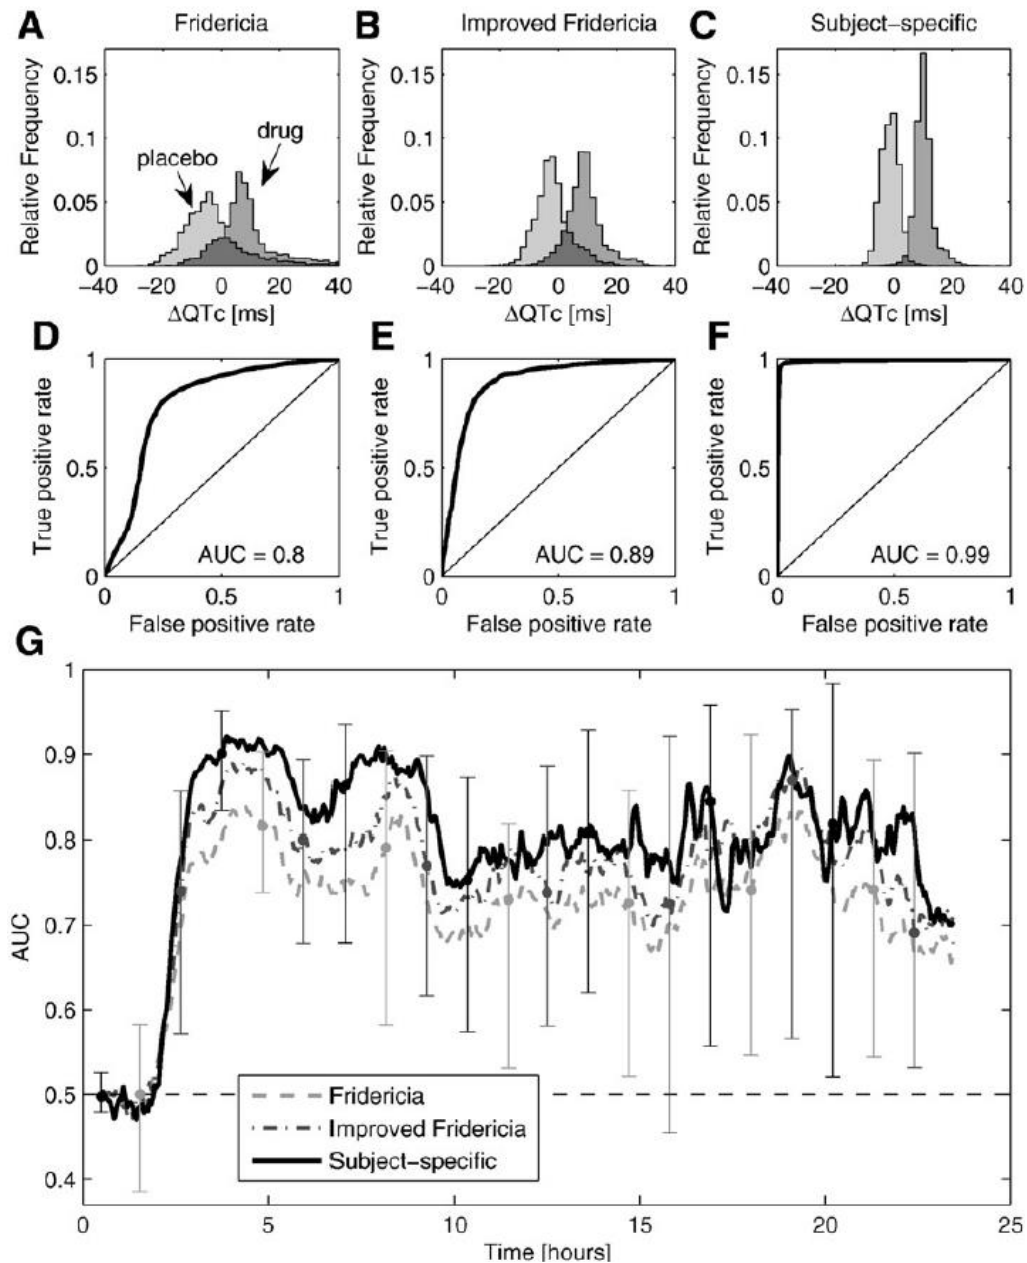 A Fridericia
B Improved Fridericia
C Subject−specific
Relative Frequency
0.15
0.1
0.05
0
placebo
drug
−40 −20 0 20 40
ΔQTc [ms]
Relative Frequency
0.15
0.1
0.05
0
−40 −20 0 20 40
ΔQTc [ms]
Relative Frequency
0.15
0.1
0.05
0
−40 −20 0 20 40
ΔQTc [ms]
D
True positive rate
1
0.5
0
AUC = 0.8
0 0.5 1
False positive rate
E
True positive rate
1
0.5
0
AUC = 0.89
0 0.5 1
False positive rate
F
True positive rate
1
0.5
0
AUC = 0.99
0 0.5 1
False positive rate
G
AUC
1
0.9
0.8
0.7
0.6
0.5
0.4
Fridericia
Improved Fridericia
Subject−specific
0 5 10 15 20 25
Time [hours]